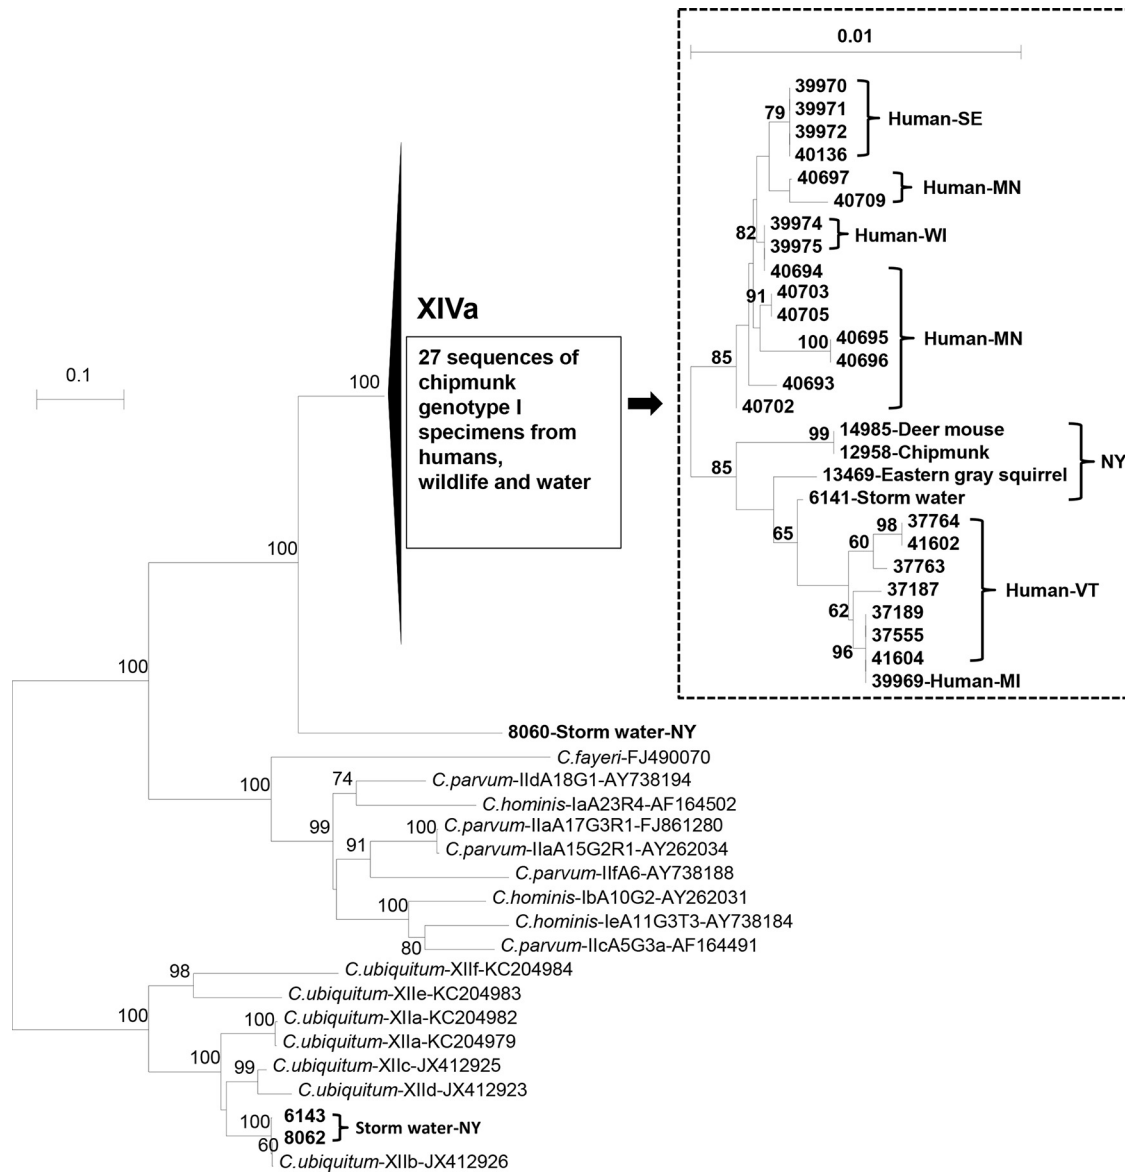 0.01
79
39970
39971
39972
40136
Human-SE
40697
40709
Human-MN
82
39974
39975
Human-WI
40694
91
40703
40705
100
40695
40696
40693
40702
Human-MN
85
99
14985-Deer mouse
12958-Chipmunk
13469-Eastern gray squirrel
6141-Storm water
NY
85
65
98
37764
41602
60
37763
37187
62
37189
37555
41604
96
39969-Human-MI
Human-VT
0.1
100
XIVa
27 sequences of
chipmunk
genotype I
specimens from
humans,
wildlife and water
100
100
8060-Storm water-NY
C.fayeri-FJ490070
100
74
C.parvum-IIdA18G1-AY738194
C.hominis-IaA23R4-AF164502
99
100
C.parvum-IIaA17G3R1-FJ861280
91
C.parvum-IIaA15G2R1-AY262034
C.parvum-IIfA6-AY738188
C.hominis-IbA10G2-AY262031
100
C.hominis-IeA11G3T3-AY738184
80
C.parvum-IIcA5G3a-AF164491
98
C.ubiquitum-XIIf-KC204984
C.ubiquitum-XIIe-KC204983
100
100
C.ubiquitum-XIIa-KC204982
C.ubiquitum-XIIa-KC204979
100
99
C.ubiquitum-XIIc-JX412925
C.ubiquitum-XIId-JX412923
100
6143
8062
Storm water-NY
60
C.ubiquitum-XIIb-JX412926